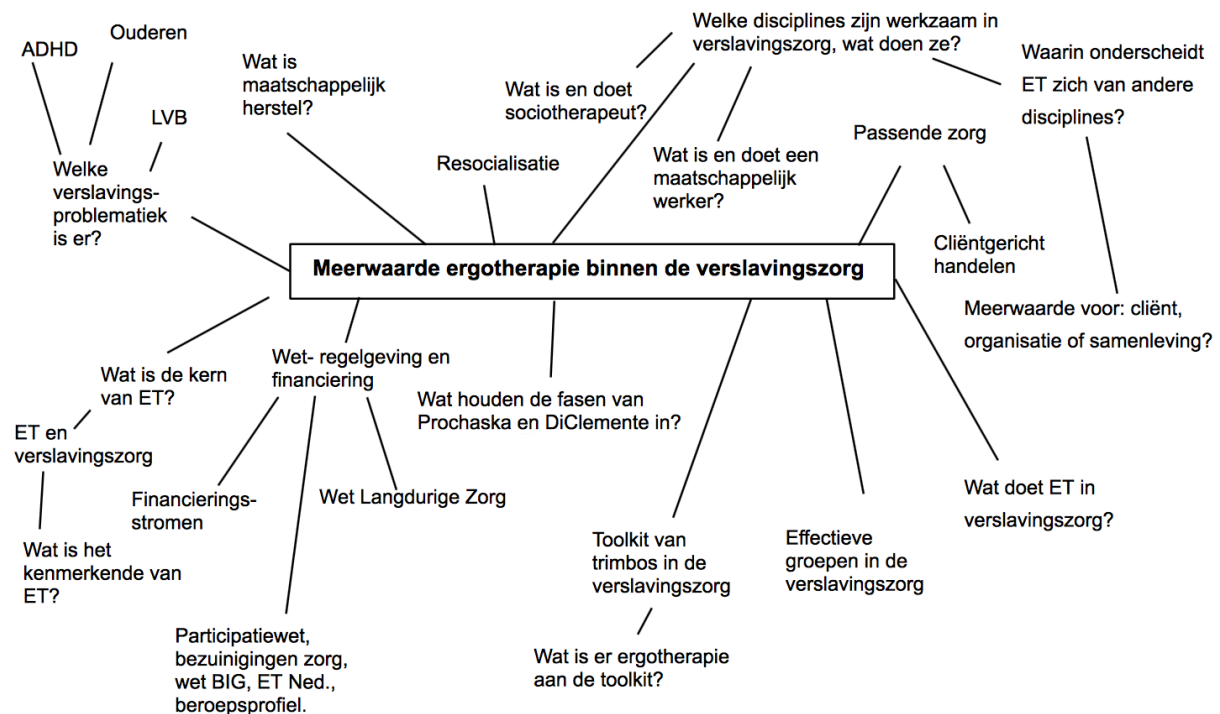 ADHD
Ouderen
LVB
Welke
verslavings-
problematiek
is er?
Wat is
maatschappelijk
herstel?
Resocialisatie
Wat is en doet
sociotherapeut?
Welke disciplines zijn werkzaam in
verslavingzorg, wat doen ze?
Wat is en doet een
maatschappelijk
werker?
Waarin onderscheidt
ET zich van andere
disciplines?
Passende zorg
Cliëntgericht
handelen
Meerwaarde voor: cliënt,
organisatie of samenleving?
Meerwaarde ergotherapie binnen de verslavingszorg
Wat is de kern
van ET?
ET en
verslavingzorg
Wat is het
kenmerkende van
ET?
Wet- regelgeving en
financiering
Financierings-
stromen
Wet Langdurige Zorg
Participatiewet,
bezuinigingen zorg,
wet BIG, ET Ned.,
beroepsprofiel.
Wat houden de fasen van
Prochaska en DiClemente in?
Toolkit van
trimbos in de
verslavingszorg
Wat is er ergotherapie
aan de toolkit?
Effectieve
groepen in de
verslavingszorg
Wat doet ET in
verslavingszorg?